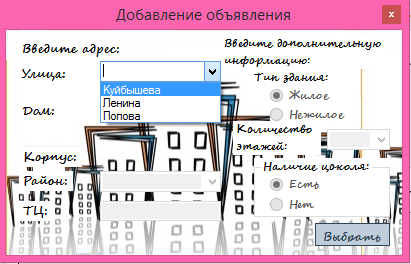 Добавление объявления
x
Введите адрес:
Улица:
Куйбышева
Ленина
Попова
Дом:
Корпус:
Район:
ТЦ:
Введите дополнительную
информацию:
Тип здания:
Жилое
Нежилое
Количество
этажей:
Наличие цоколя:
Есть
Нет
Выбрать